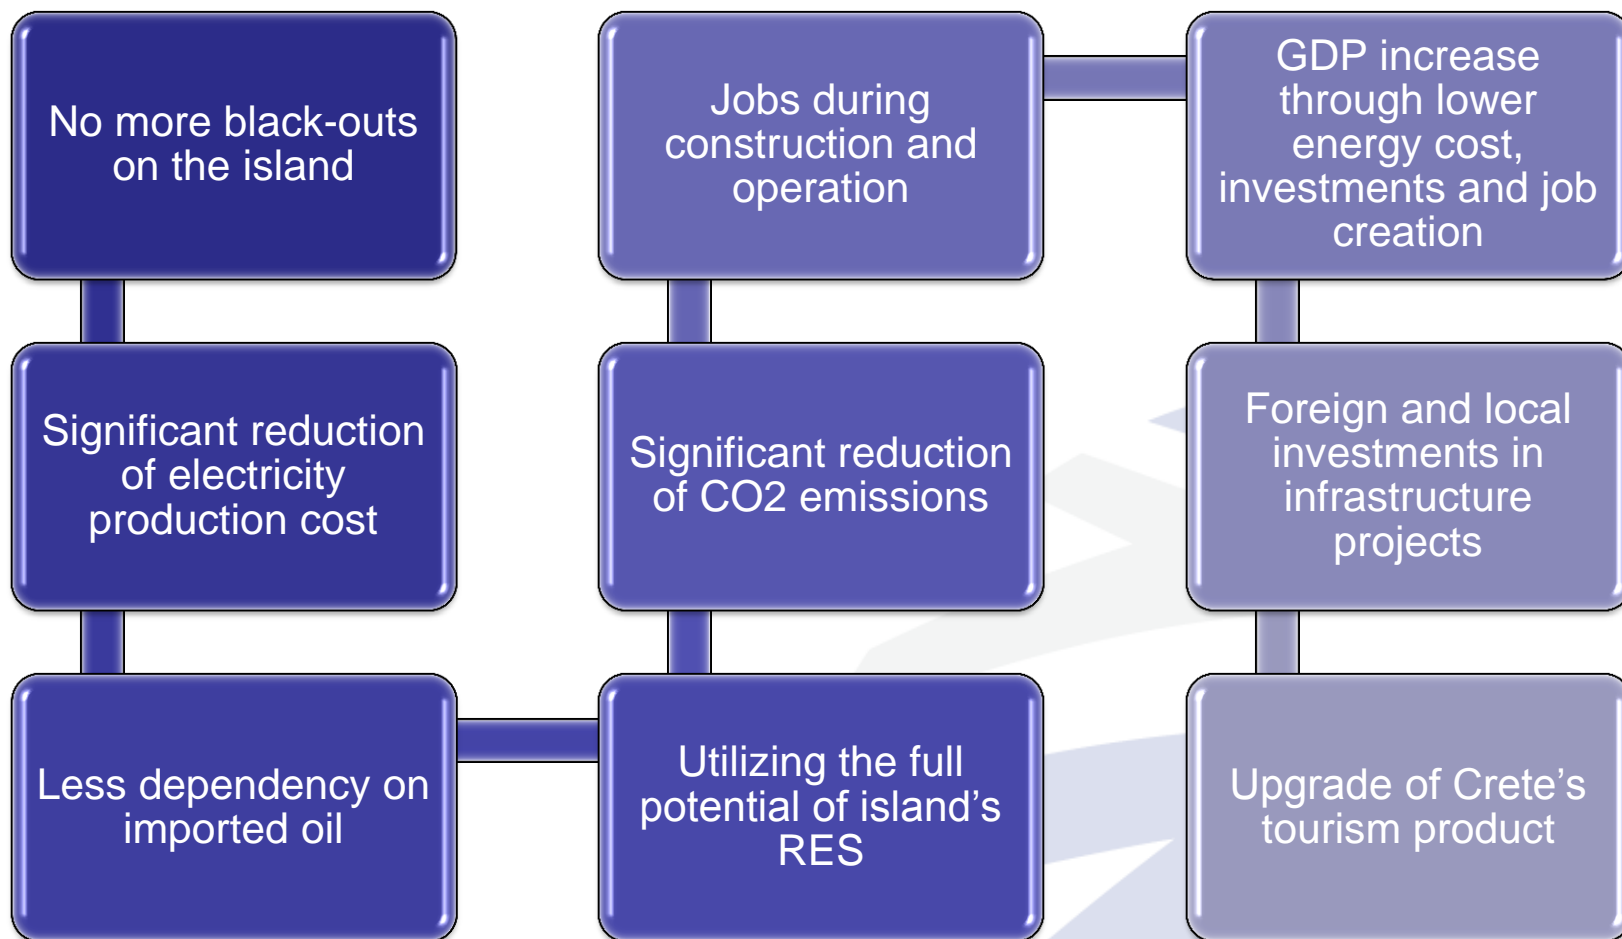 No more black-outs
on the island
Significant reduction
of electricity
production cost
Less dependency on
imported oil
Utilizing the full
potential of island’s
RES
Significant reduction
of CO2 emissions
Jobs during
construction and
operation
GDP increase
through lower
energy cost,
investments and job
creation
Foreign and local
investments in
infrastructure
projects
Upgrade of Crete’s
tourism product